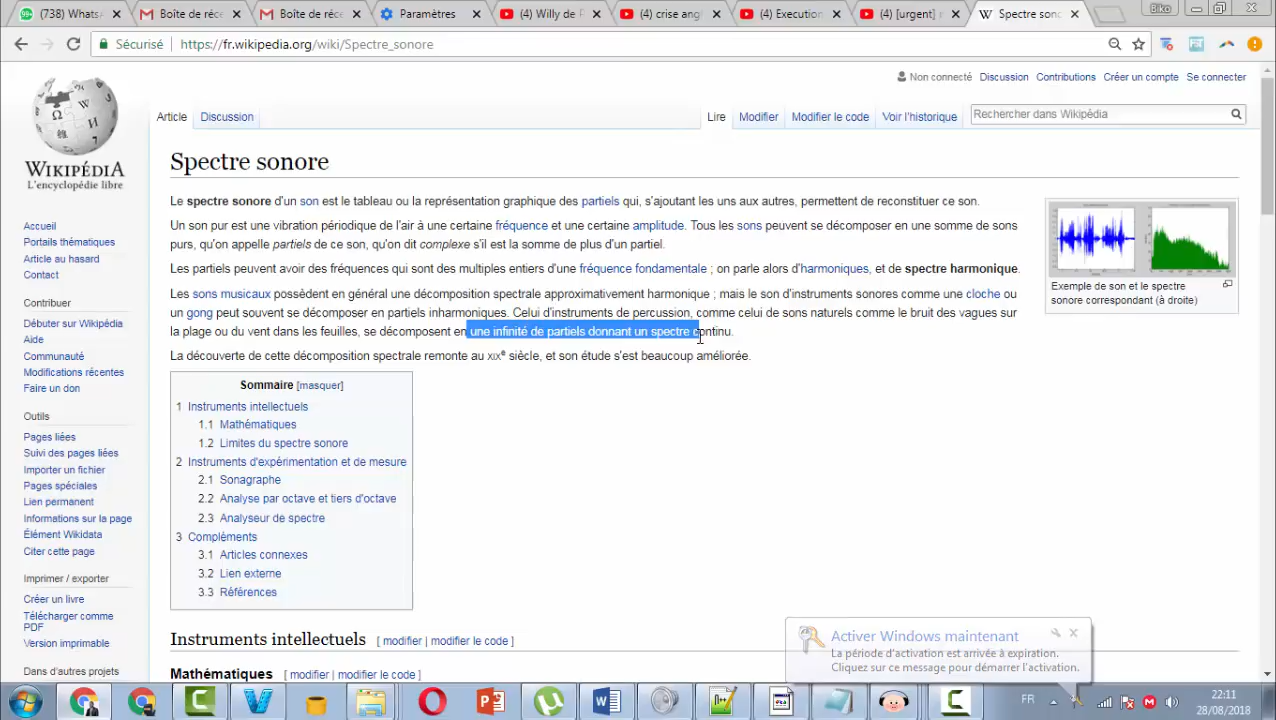 (738) WhatsA
Boîte de réce
Boîte de réce
Paramètres
(4) Willy de P
(4) crise angl
(4) Execution
(4) [urgent] m
Spectre sono
Biko
Sécurisé
https://fr.wikipedia.org/wiki/Spectre_sonore
Non connecté Discussion Contributions Créer un compte Se connecter
Article Discussion
Lire Modifier Modifier le code Voir l'historique
Rechercher dans Wikipédia
WIKIPÉDIA
L'encyclopédie libre
Accueil
Portails thématiques
Article au hasard
Contact
Contribuer
Débuter sur Wikipédia
Aide
Communauté
Modifications récentes
Faire un don
Outils
Pages liées
Suivi des pages liées
Importer un fichier
Pages spéciales
Lien permanent
Informations sur la page
Élément Wikidata
Citer cette page
Imprimer / exporter
Créer un livre
Télécharger comme
PDF
Version imprimable
Dans d'autres projets
Spectre sonore
Le spectre sonore d'un son est le tableau ou la représentation graphique des partiels qui, s'ajoutant les uns aux autres, permettent de reconstituer ce son.
Un son pur est une vibration périodique de l'air à une certaine fréquence et une certaine amplitude. Tous les sons peuvent se décomposer en une somme de sons
purs, qu'on appelle partiels de ce son, qu'on dit complexe s'il est la somme de plus d'un partiel.
Les partiels peuvent avoir des fréquences qui sont des multiples entiers d'une fréquence fondamentale ; on parle alors d'harmoniques, et de spectre harmonique.
Les sons musicaux possèdent en général une décomposition spectrale approximativement harmonique ; mais le son d'instruments sonores comme une cloche ou
un gong peut souvent se décomposer en partiels inharmoniques. Celui d'instruments de percussion, comme celui de sons naturels comme le bruit des vagues sur
la plage ou du vent dans les feuilles, se décomposent en une infinité de partiels donnant un spectre continu.
La découverte de cette décomposition spectrale remonte au XIXe siècle, et son étude s'est beaucoup améliorée.
Exemple de son et le spectre
sonore correspondant (à droite)
Sommaire [masquer]
1 Instruments intellectuels
1.1 Mathématiques
1.2 Limites du spectre sonore
2 Instruments d'expérimentation et de mesure
2.1 Sonagraphe
2.2 Analyse par octave et tiers d'octave
2.3 Analyseur de spectre
3 Compléments
3.1 Articles connexes
3.2 Lien externe
3.3 Références
Instruments intellectuels [ modifier | modifier le code ]
Mathématiques [ modifier | modifier le code ]
Activer Windows maintenant
La période d'activation est arrivée à expiration.
Cliquez sur ce message pour démarrer l'activation.
FR
22:11
28/08/2018